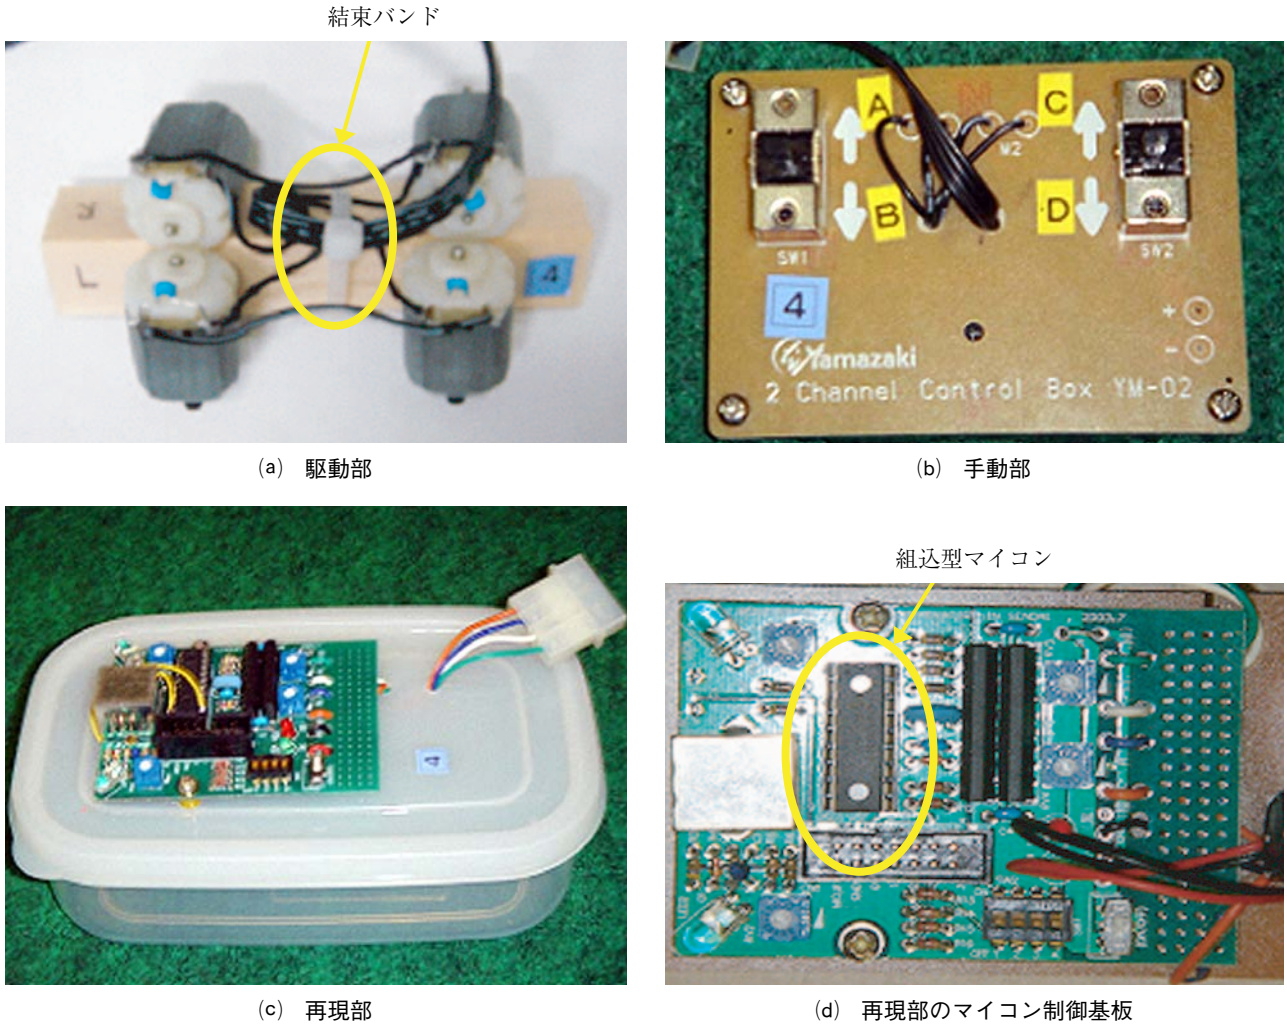 結束バンド
R
L
4
(a) 駆動部
A
C
M2
B
D
SW1
SW2
4
+
−
Yamazaki
2 Channel Control Box YM-02
(b) 手動部
4
(c) 再現部
組込型マイコン
(d) 再現部のマイコン制御基板